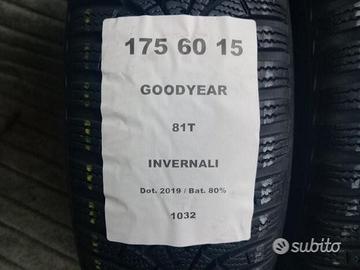 175 60 15
GOODYEAR
81T
INVERNALI
Dot. 2019 / Bat. 80%
1032
subito